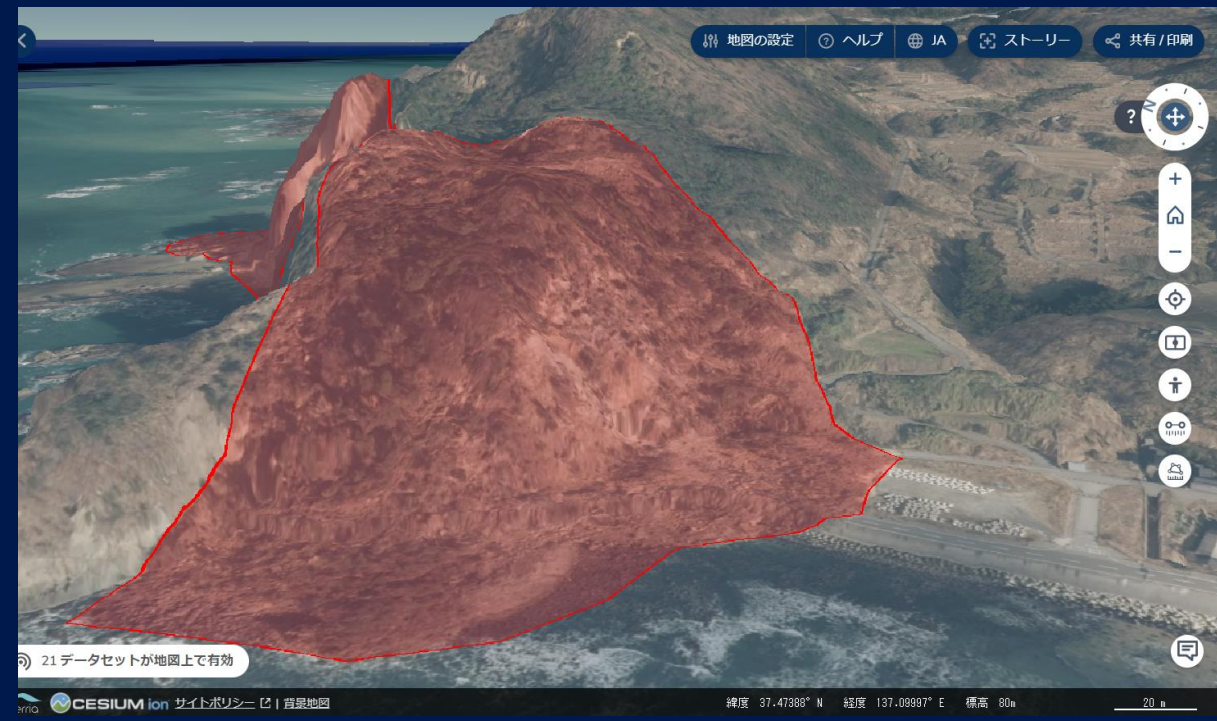 地図の設定 ? ヘルプ JA ストーリー 共有/印刷
?
N
21 データセットが地図上で有効
CESIUM ion サイトポリシー | 背景地図 緯度 37.47388° N 経度 137.09997° E 標高 80m 20 m